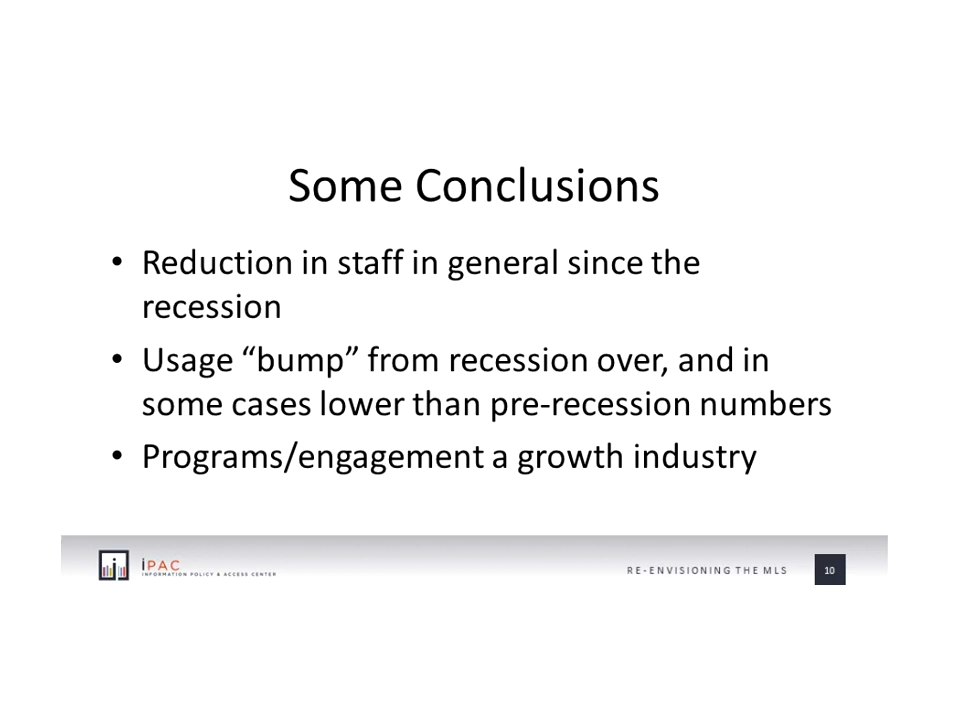 Some Conclusions
• Reduction in staff in general since the
recession
• Usage “bump” from recession over, and in
some cases lower than pre-recession numbers
• Programs/engagement a growth industry
iPAC
INFORMATION POLICY & ACCESS CENTER
RE-ENVISIONING THE MLS
10